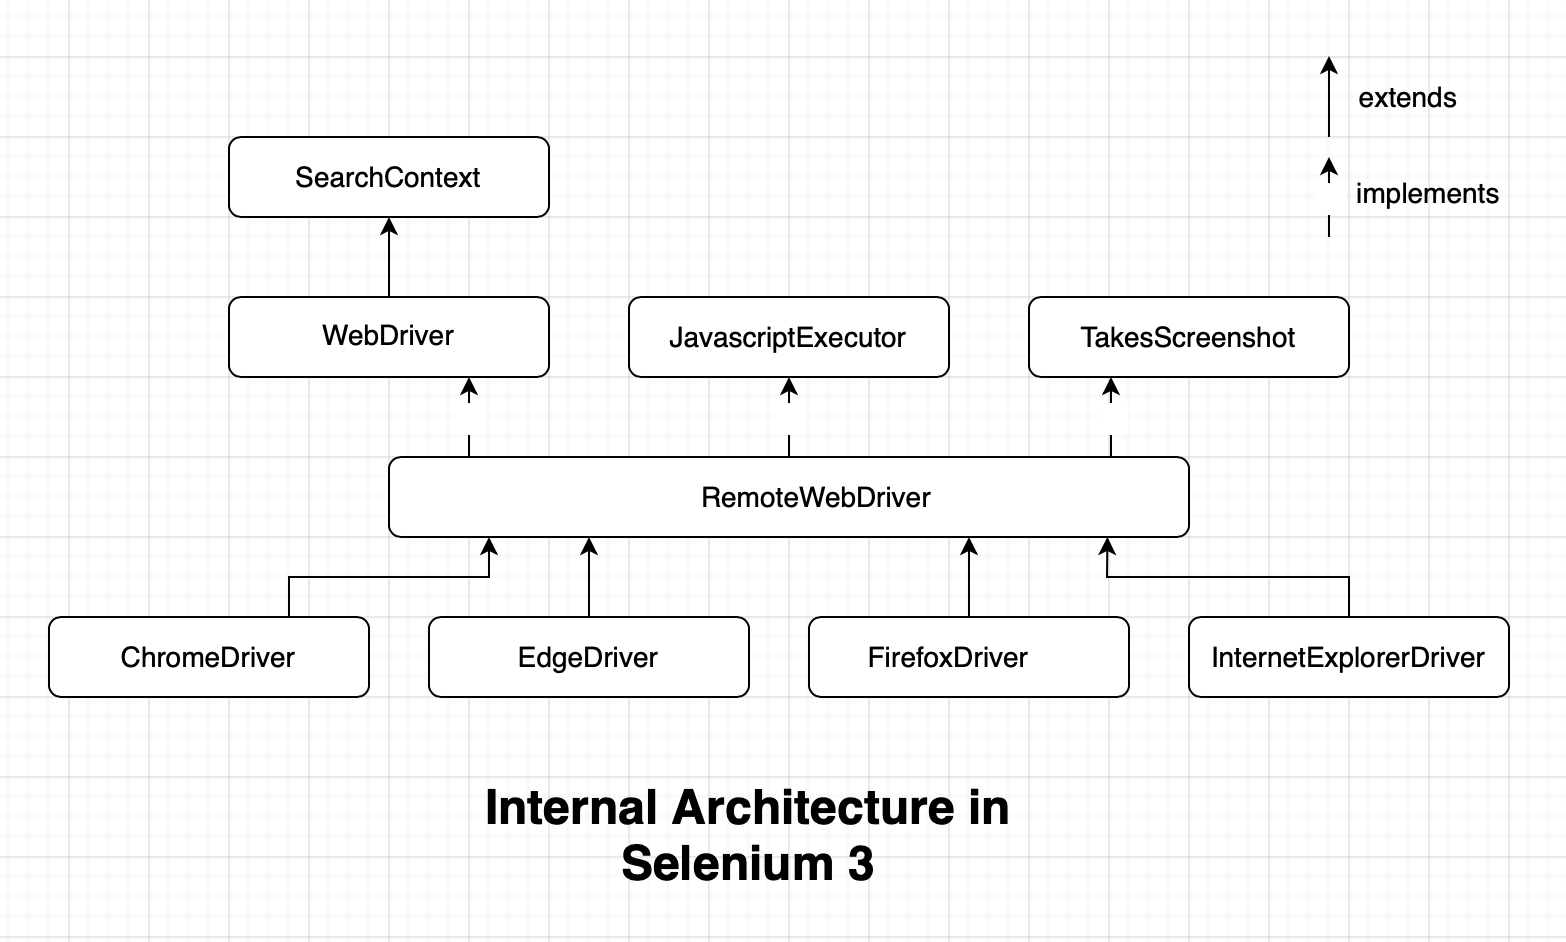 extends
SearchContext
implements
WebDriver
JavascriptExecutor
TakesScreenshot
RemoteWebDriver
ChromeDriver
EdgeDriver
FirefoxDriver
InternetExplorerDriver
Internal Architecture in
Selenium 3